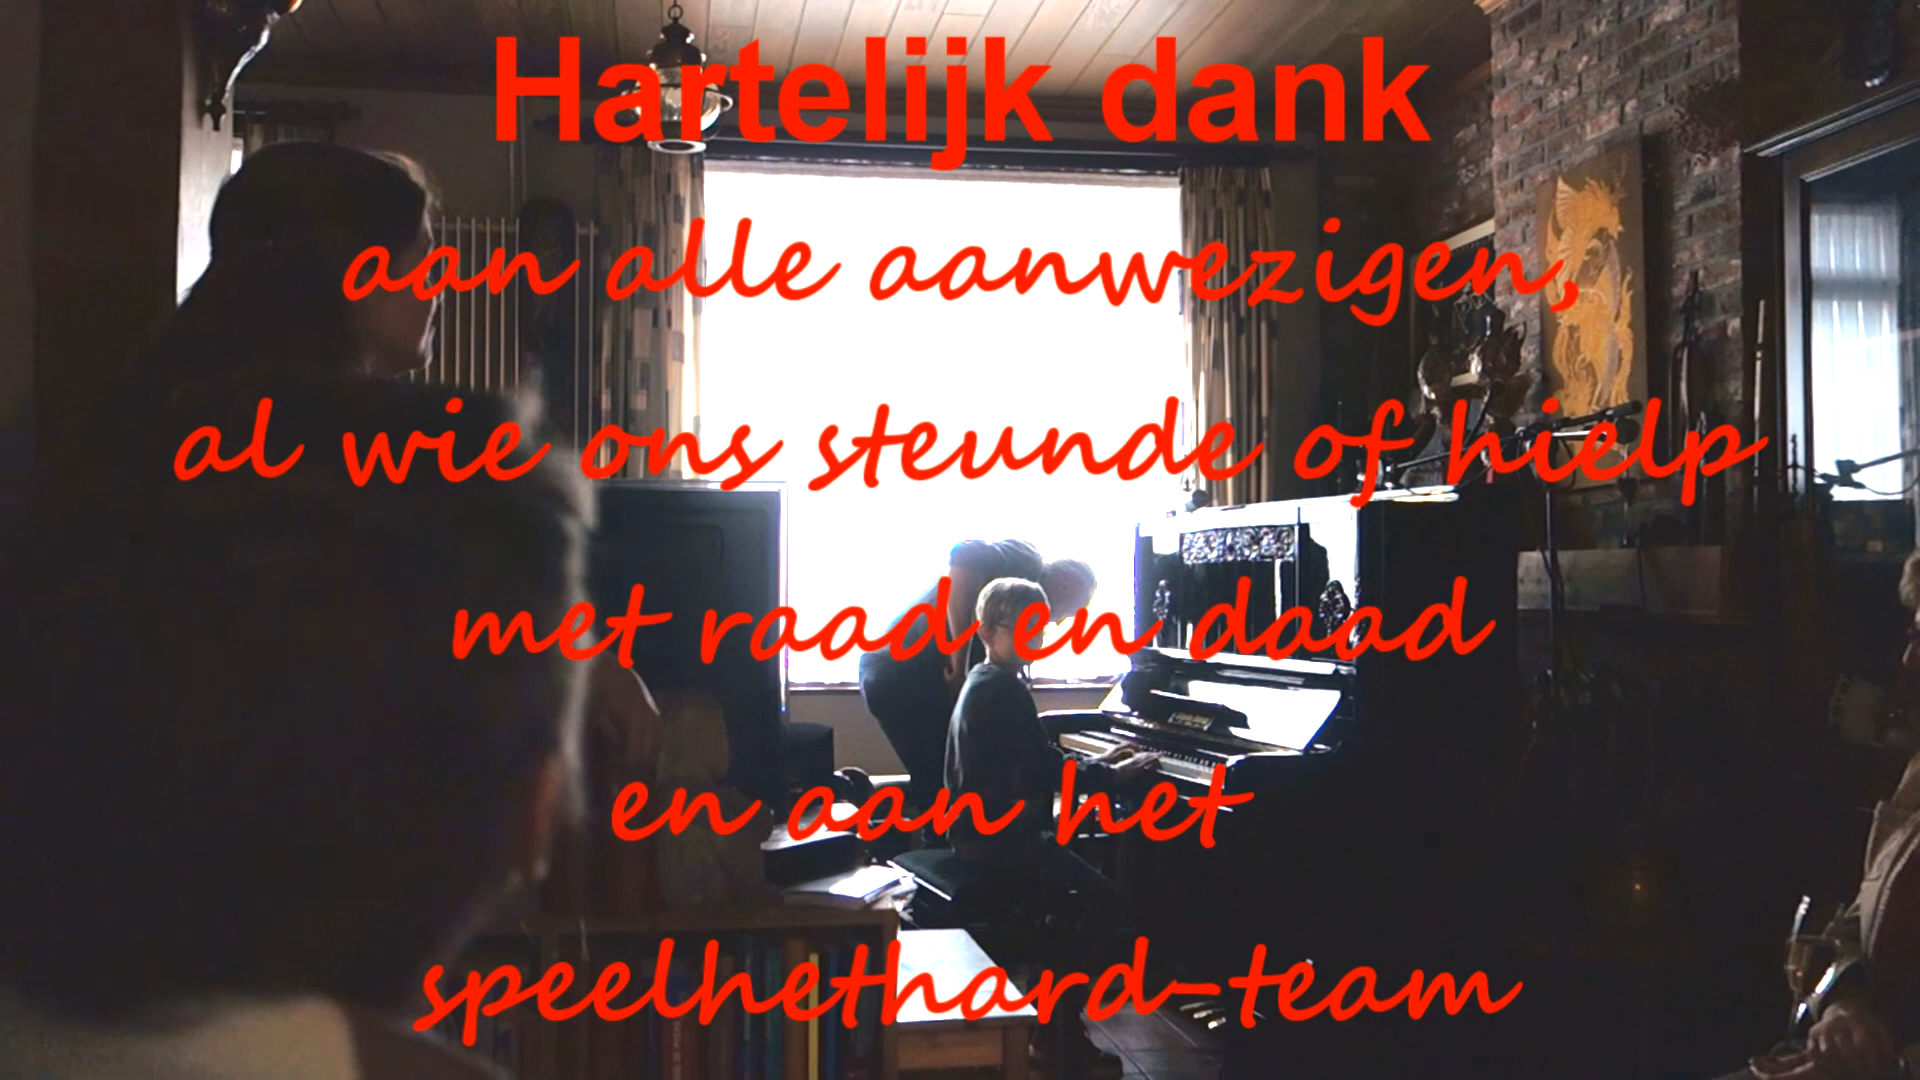 Hartelijk dank
aan alle aanwezigen,
al wie ons steunde of hielp
met raad en daad
en aan het
speelhethard-team